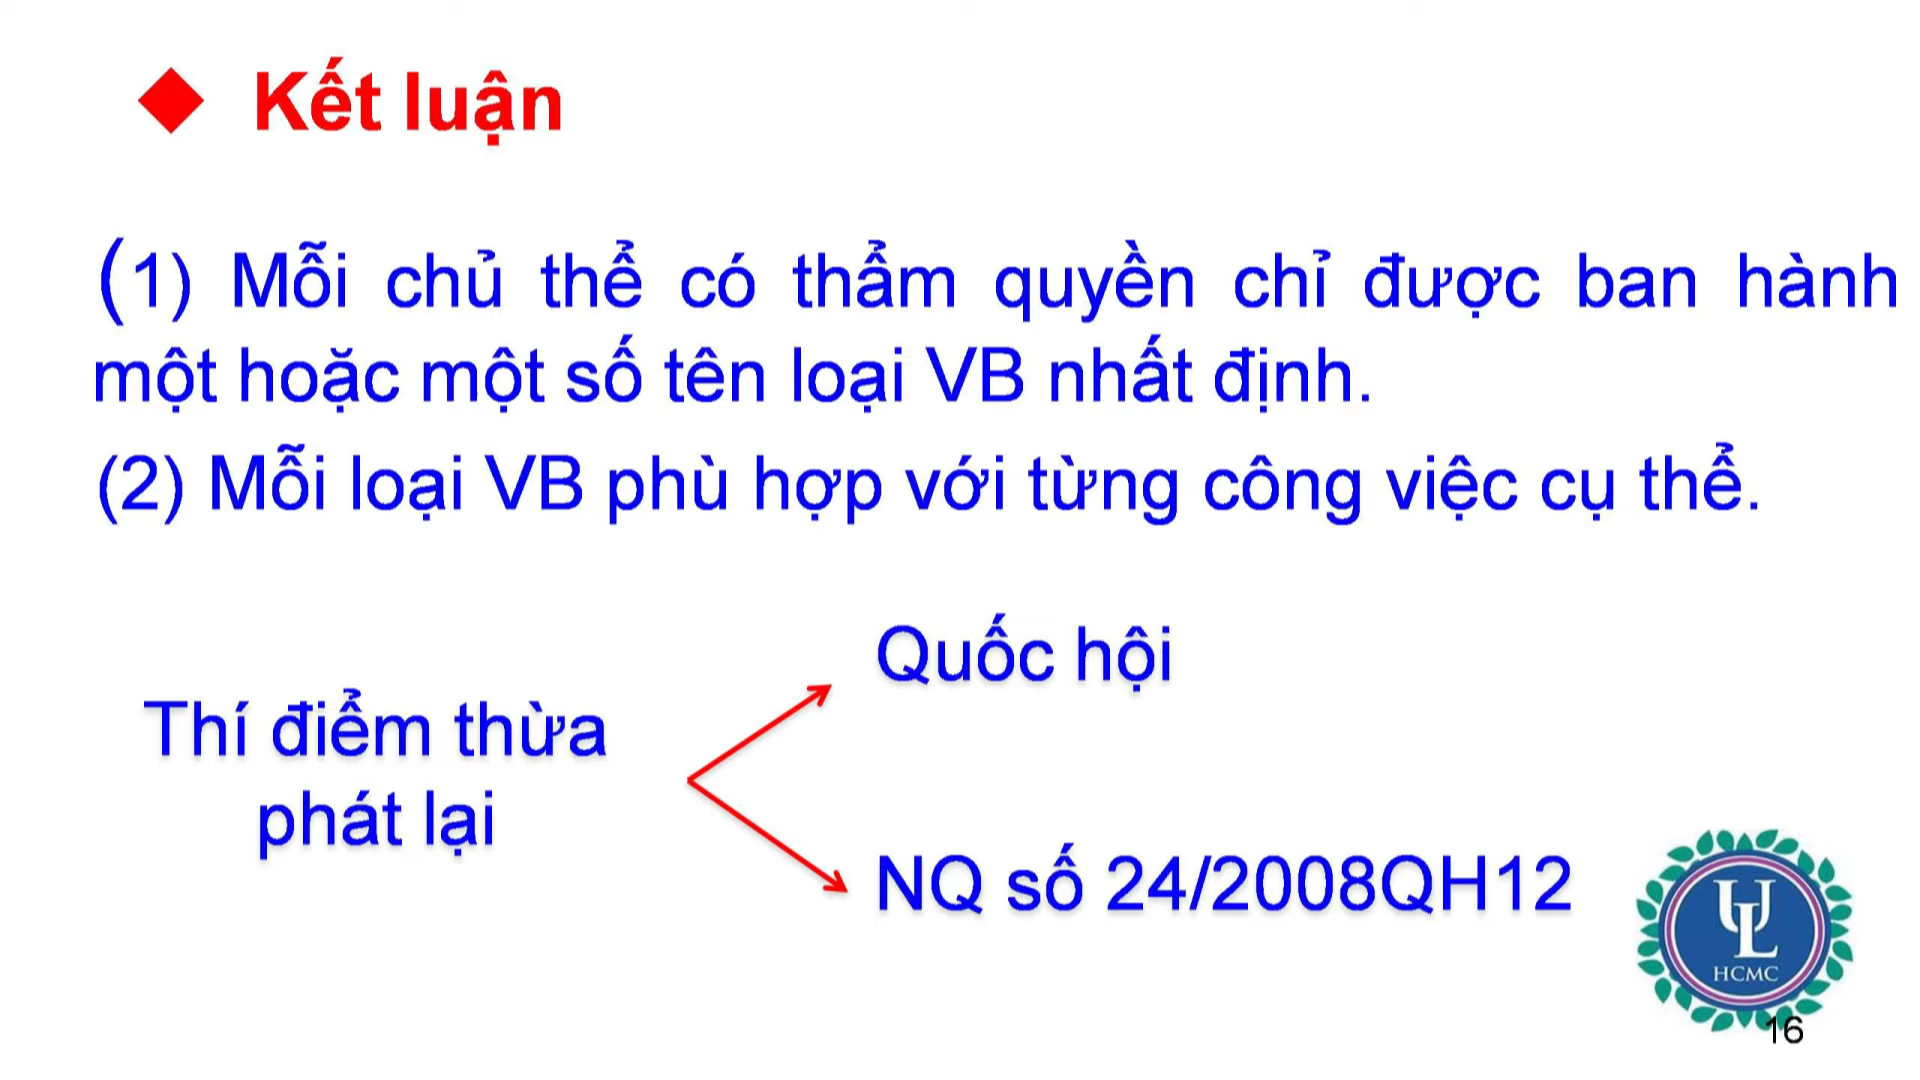 Kết luận
(1) Mỗi chủ thể có thẩm quyền chỉ được ban hành
một hoặc một số tên loại VB nhất định.
(2) Mỗi loại VB phù hợp với từng công việc cụ thể.
Quốc hội
Thí điểm thừa
phát lại
NQ số 24/2008QH12
UL
HCMC
16